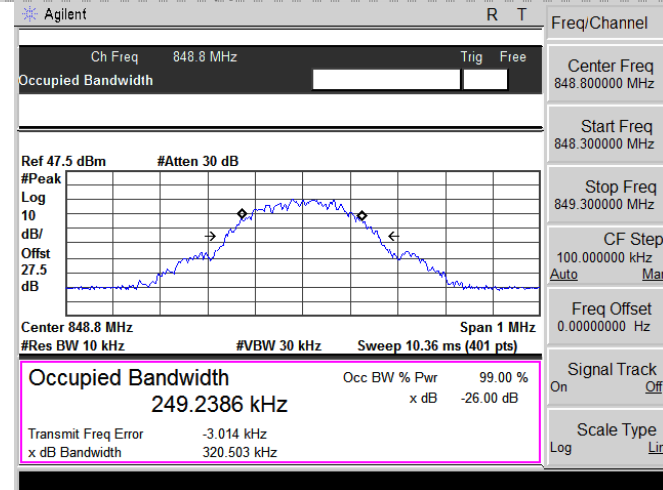 Agilent R T
Freq/Channel
Ch Freq 848.8 MHz Trig Free
Occupied Bandwidth
Center Freq
848.800000 MHz
Start Freq
848.300000 MHz
Stop Freq
849.300000 MHz
CF Step
100.000000 kHz
Auto Mar
Freq Offset
0.00000000 Hz
Signal Track
On Off
Scale Type
Log Lin
Ref 47.5 dBm #Atten 30 dB
#Peak
Log
10
dB/
Offst
27.5
dB
Center 848.8 MHz Span 1 MHz
#Res BW 10 kHz #VBW 30 kHz Sweep 10.36 ms (401 pts)
Occupied Bandwidth Occ BW % Pwr 99.00 %
249.2386 kHz x dB -26.00 dB
Transmit Freq Error -3.014 kHz
x dB Bandwidth 320.503 kHz